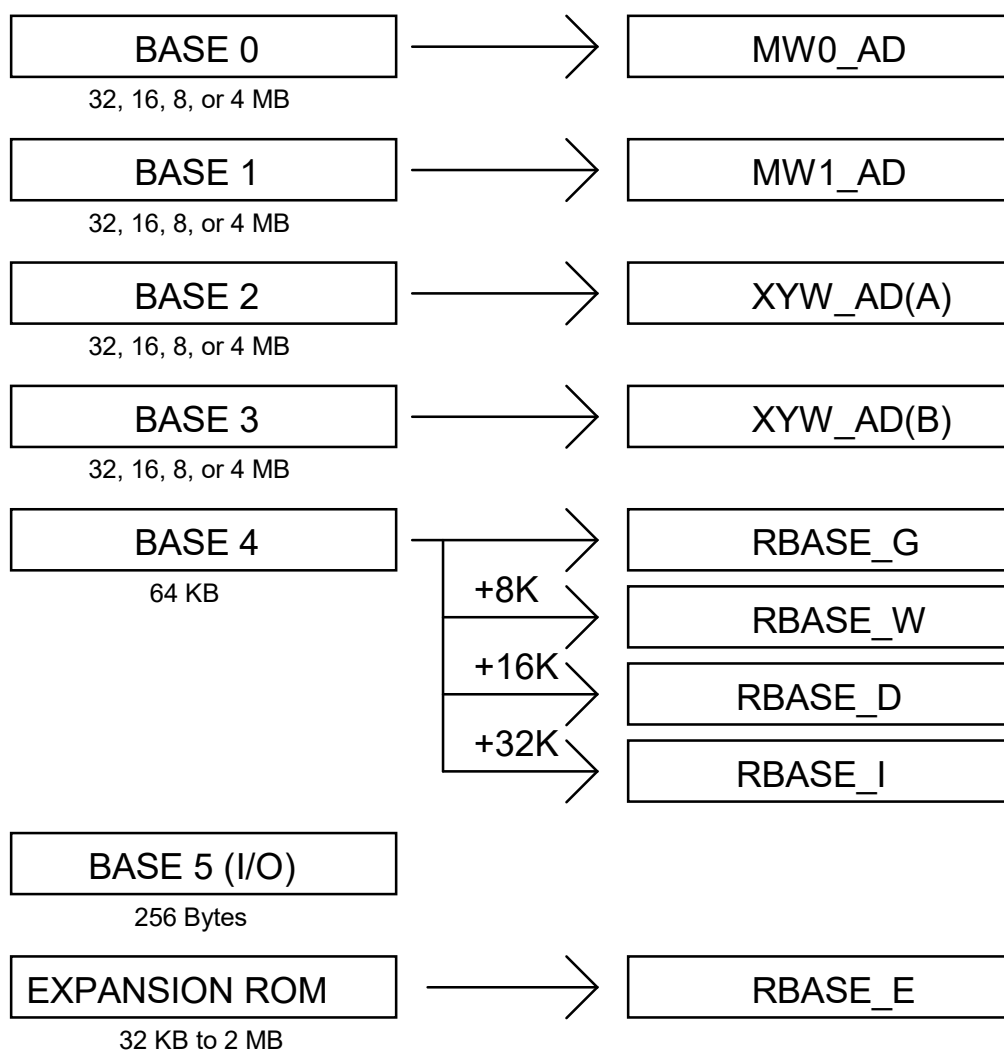 BASE 0
MW0_AD
32, 16, 8, or 4 MB
BASE 1
MW1_AD
32, 16, 8, or 4 MB
BASE 2
XYW_AD(A)
32, 16, 8, or 4 MB
BASE 3
XYW_AD(B)
32, 16, 8, or 4 MB
BASE 4
RBASE_G
64 KB
+8K
RBASE_W
+16K
RBASE_D
+32K
RBASE_I
BASE 5 (I/O)
256 Bytes
EXPANSION ROM
RBASE_E
32 KB to 2 MB